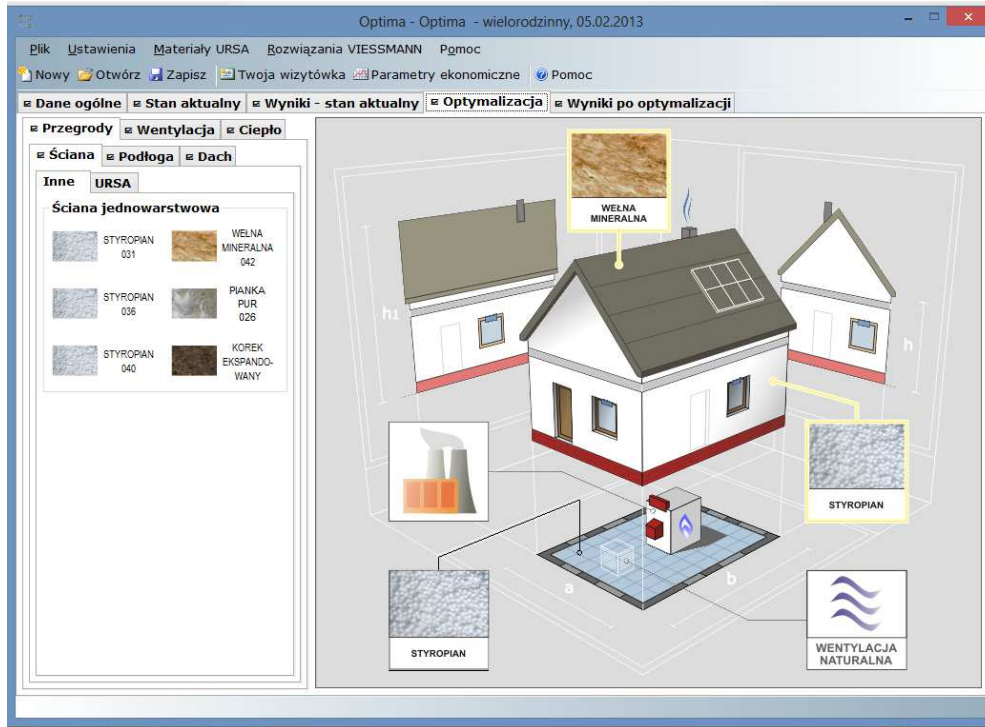 Optima - Optima - wielorodzinny, 05.02.2013
Plik Ustawienia Materiały URSA Rozwiązania VIESSMANN Pomoc
Nowy Otwórz Zapisz Twoja wizytówka Parametry ekonomiczne Pomoc
Dane ogólne Stan aktualny Wyniki - stan aktualny Optymalizacja Wyniki po optymalizacji
Przegrody Wentylacja Ciepło
Ściana Podłoga Dach
Inne URSA
Ściana jednowarstwowa
STYROPIAN
031
WEŁNA
MINERALNA
042
STYROPIAN
036
PIANKA
PUR
026
STYROPIAN
040
KOREK
EKSPANDO-
WANY
WEŁNA
MINERALNA
h1
h
STYROPIAN
a
b
STYROPIAN
WENTYLACJA
NATURALNA